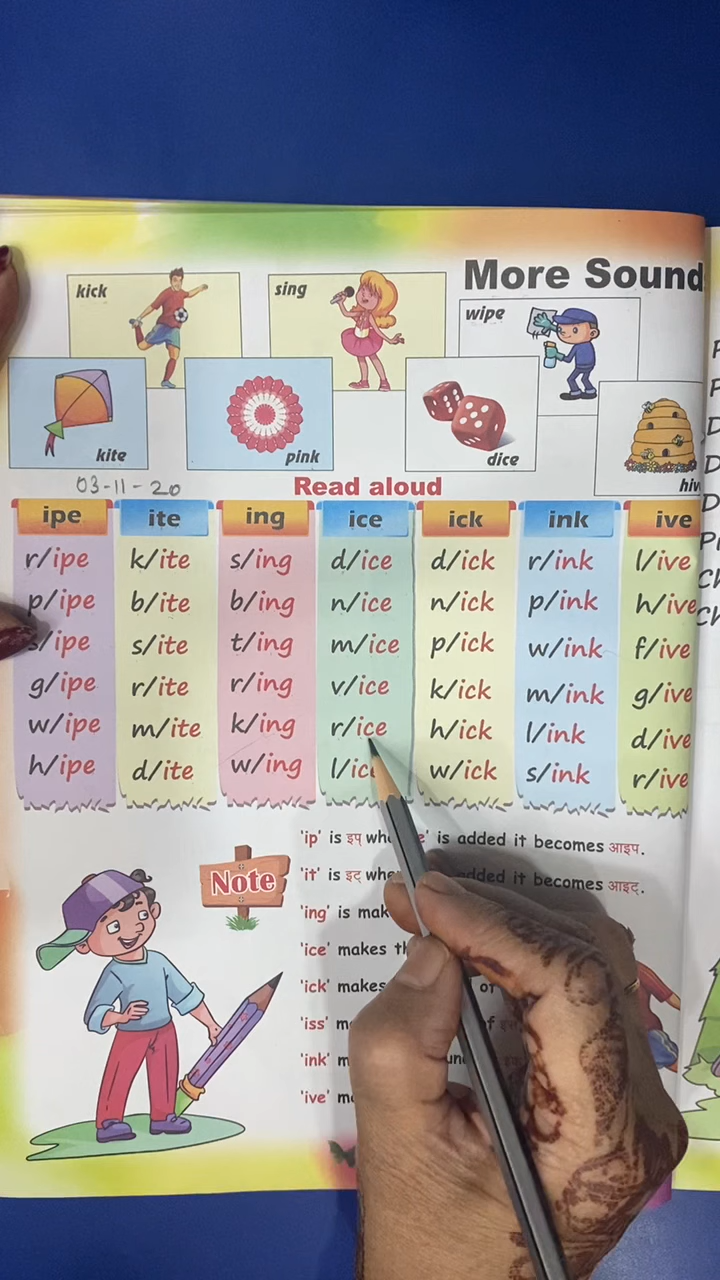 More Sound
kick
sing
wipe
kite
pink
dice
hiv
03-11-20
Read aloud
ipe ite ing ice ick ink ive
r/ipe k/ite s/ing d/ice d/ick r/ink l/ive
p/ipe b/ite b/ing n/ice n/ick p/ink h/ive
s/ipe s/ite t/ing m/ice p/ick w/ink f/ive
g/ipe r/ite r/ing v/ice k/ick m/ink g/ive
w/ipe m/ite k/ing r/ice h/ick l/ink d/ive
h/ipe d/ite w/ing l/ice w/ick s/ink r/ive
Note
'ip' is इप् is added it becomes आइप.
'it' is इट् added it becomes आइट्.
'ing' is
'ice' makes
'ick' makes of
'iss'
'ink'
'ive'